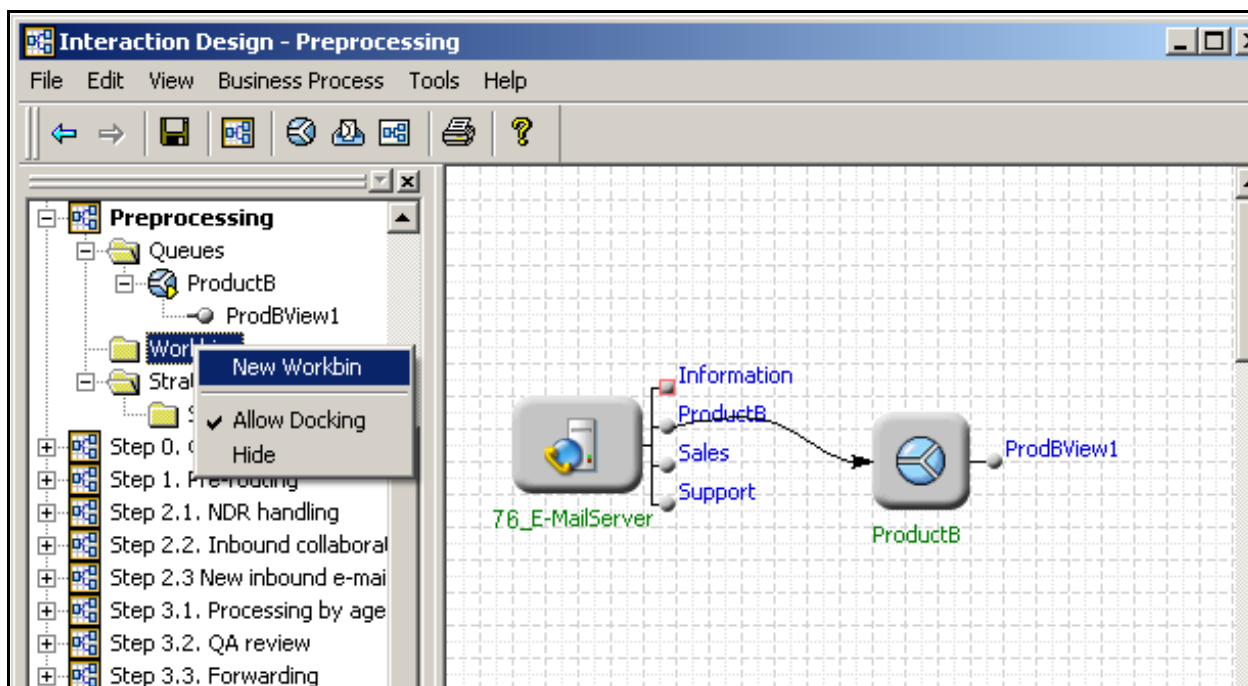 Interaction Design - Preprocessing
File Edit View Business Process Tools Help
Preprocessing
Queues
ProductB
ProdBView1
New Workbin
Allow Docking
Hide
Step 0.
Step 1. Pre-routing
Step 2.1. NDR handling
Step 2.2. Inbound collaborat
Step 2.3 New inbound e-mai
Step 3.1. Processing by age
Step 3.2. QA review
Step 3.3. Forwarding
Information
ProductB
Sales
Support
76_E-MailServer
ProdBView1
ProductB